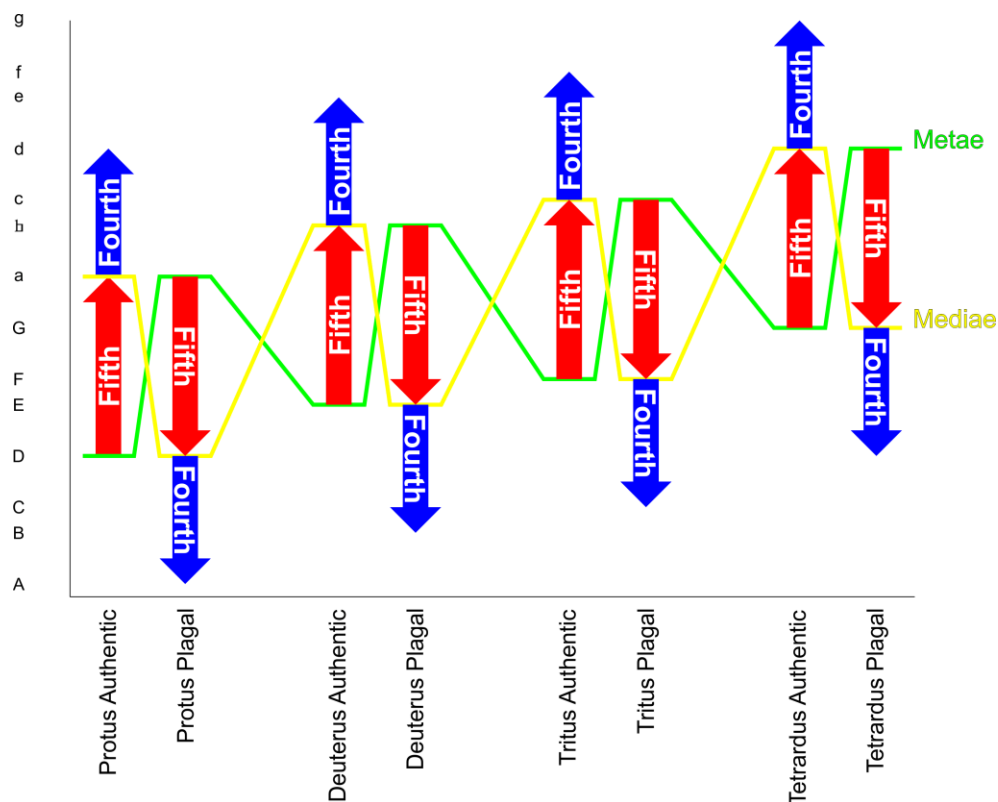 g
f
e
d
c
b
a
G
F
E
D
C
B
A
Fourth
Fifth
Fifth
Fourth
Fourth
Fifth
Fifth
Fourth
Fourth
Fifth
Fifth
Fourth
Fourth
Fifth
Fifth
Fourth
Metae
Mediae
Protus Authentic
Protus Plagal
Deuterus Authentic
Deuterus Plagal
Tritus Authentic
Tritus Plagal
Tetrardus Authentic
Tetrardus Plagal